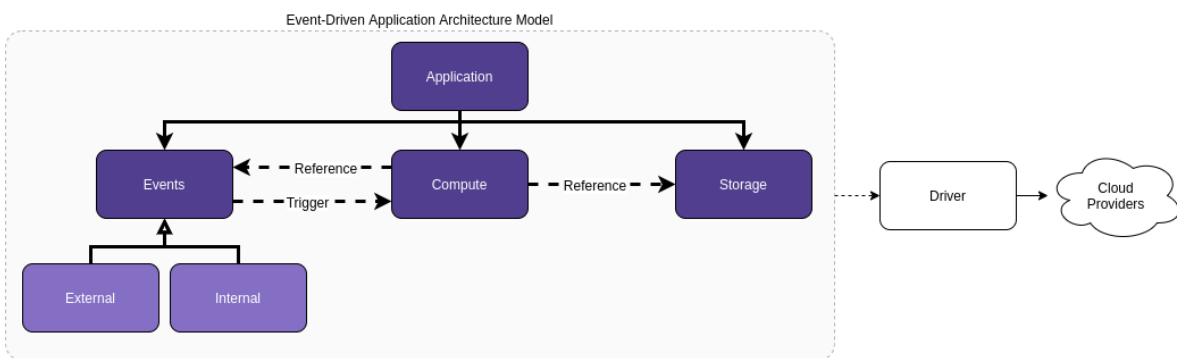 Event-Driven Application Architecture Model
Application
Events
Reference
Trigger
Compute
Reference
Storage
Driver
Cloud
Providers
External
Internal